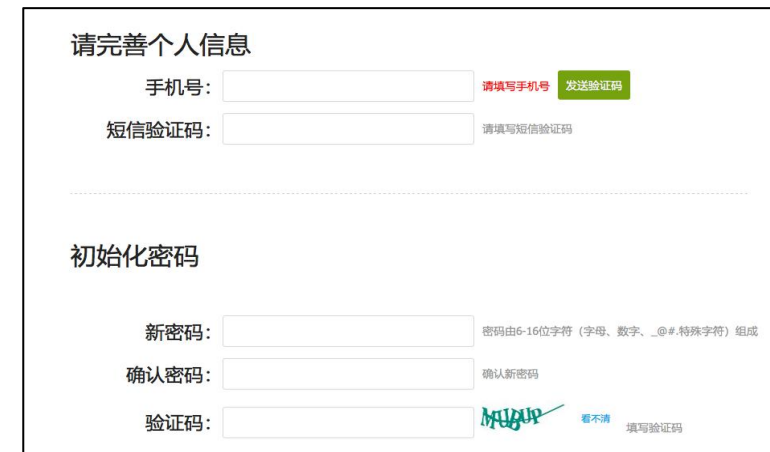 请完善个人信息
手机号： 请填写手机号 发送验证码
短信验证码： 请填写短信验证码
初始化密码
新密码： 密码由6-16位字符（字母、数字、_@#.特殊字符）组成
确认密码： 确认新密码
验证码： MUBUP 看不清 填写验证码